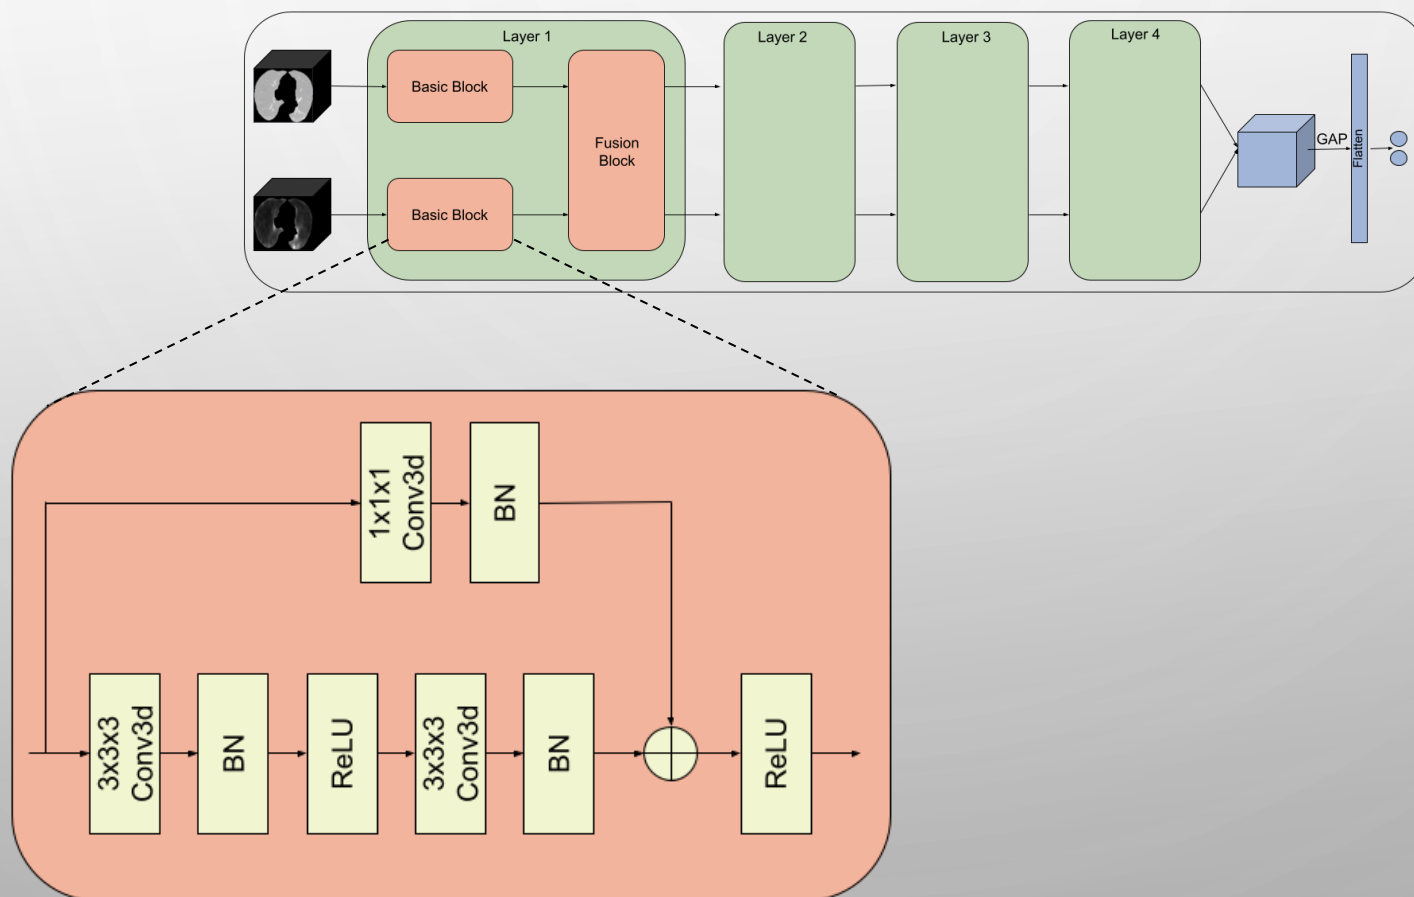 Layer 1
Layer 2
Layer 3
Layer 4
Basic Block
Fusion
Block
Basic Block
GAP
Flatten
1x1x1
Conv3d
BN
3x3x3
Conv3d
BN
ReLU
3x3x3
Conv3d
BN
ReLU